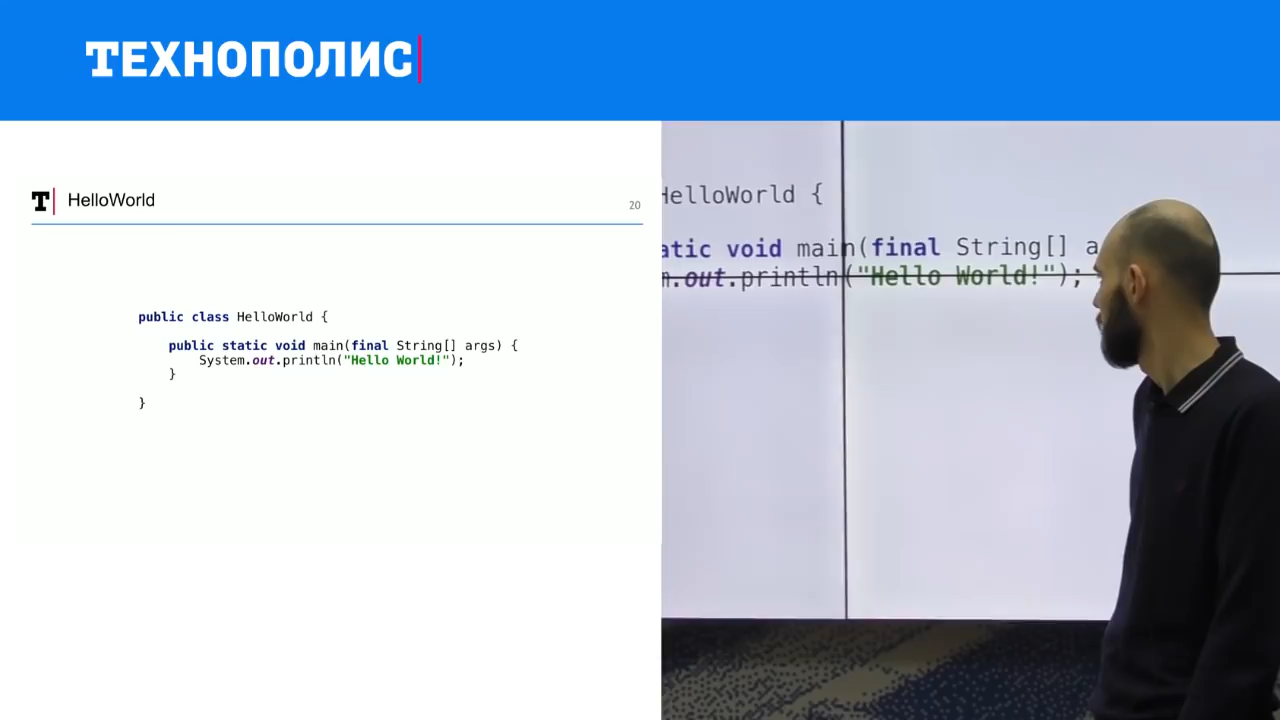 ТЕХНОПОЛИС
T HelloWorld
20
public class HelloWorld {
public static void main(final String[] args) {
System.out.println("Hello World!");
}
}
HelloWorld {
atic void main(final String[] a
.out.println("Hello World!");